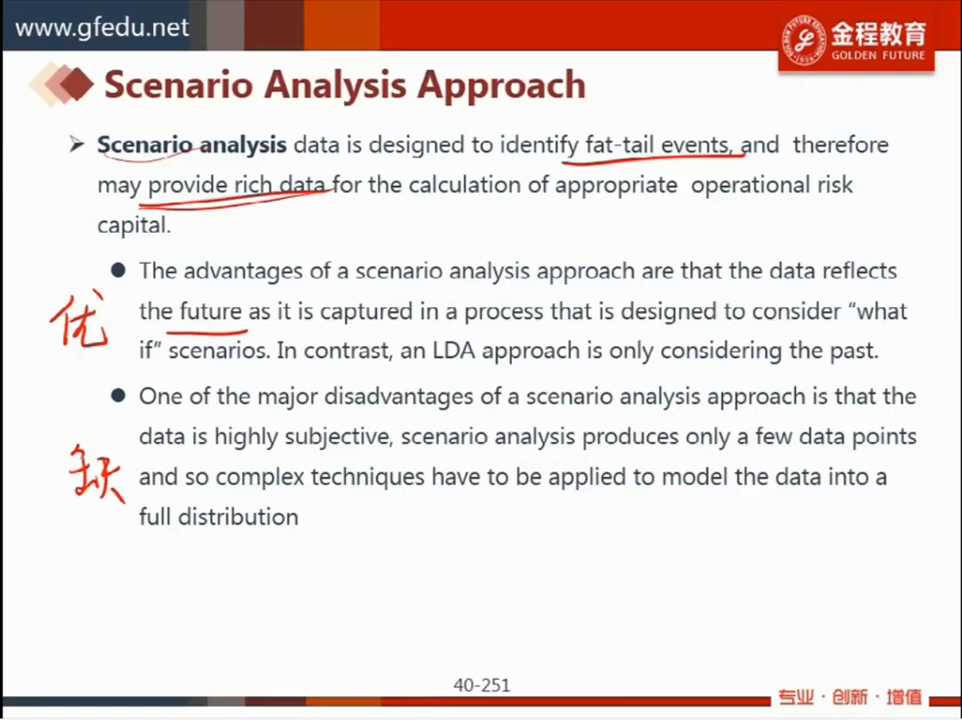 www.gfedu.net
金程教育
GOLDEN FUTURE
Scenario Analysis Approach
➤ Scenario analysis data is designed to identify fat-tail events, and therefore
may provide rich data for the calculation of appropriate operational risk
capital.
● The advantages of a scenario analysis approach are that the data reflects
the future as it is captured in a process that is designed to consider “what
if” scenarios. In contrast, an LDA approach is only considering the past.
优
● One of the major disadvantages of a scenario analysis approach is that the
data is highly subjective, scenario analysis produces only a few data points
and so complex techniques have to be applied to model the data into a
full distribution
缺
40-251
专业·创新·增值